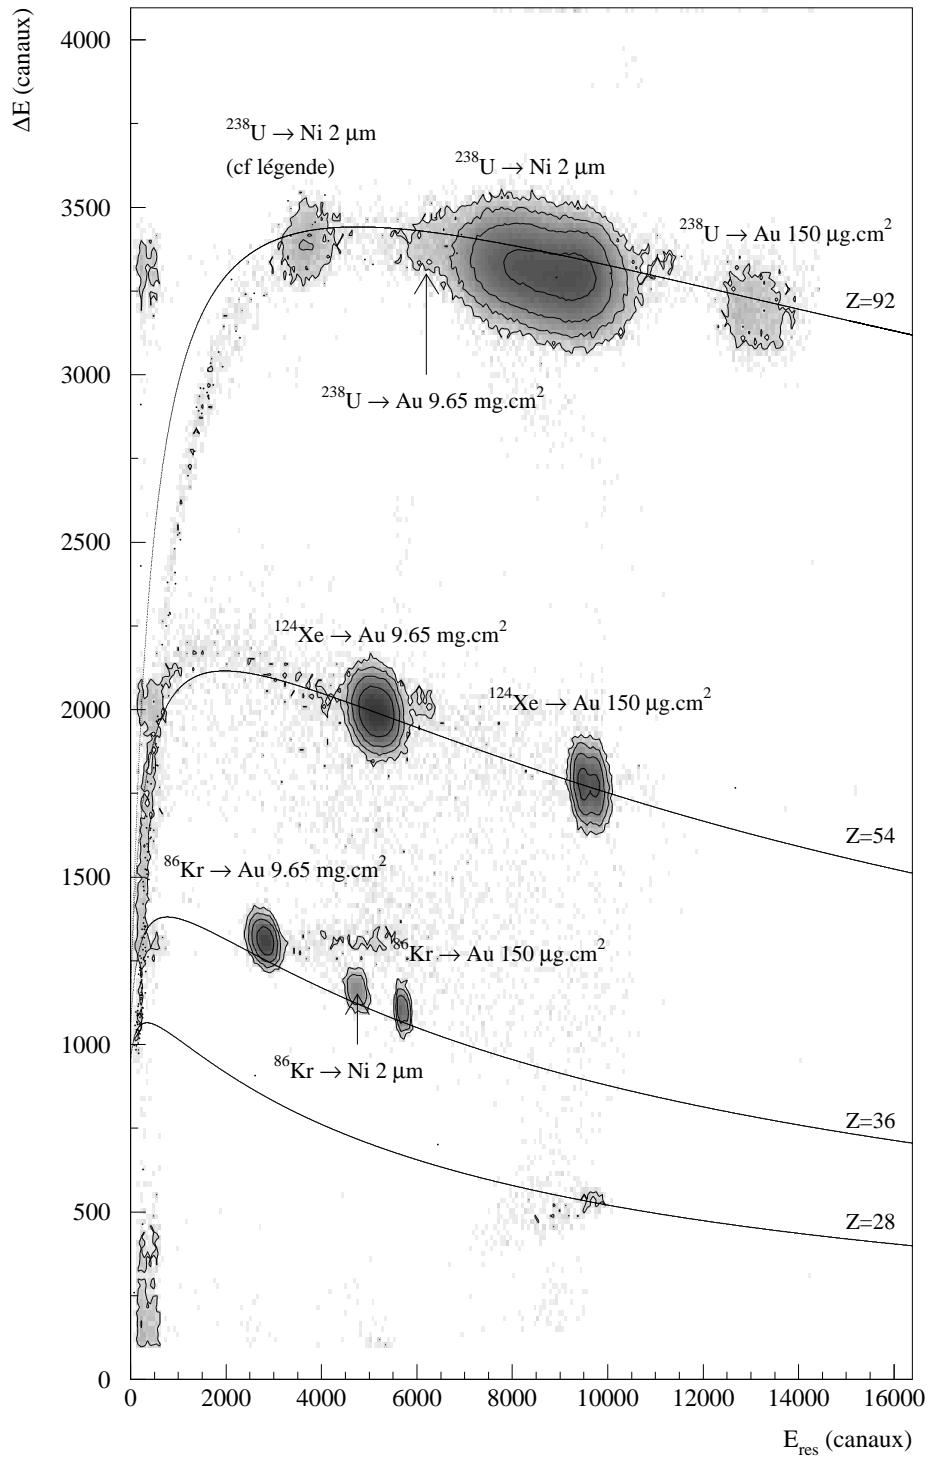 ΔE (canaux)
4000
²³⁸U → Ni 2 μm
(cf légende)
²³⁸U → Ni 2 μm
3500
²³⁸U → Au 150 μg.cm²
Z=92
3000
²³⁸U → Au 9.65 mg.cm²
2500
¹²⁴Xe → Au 9.65 mg.cm²
2000
¹²⁴Xe → Au 150 μg.cm²
Z=54
1500
⁸⁶Kr → Au 9.65 mg.cm²
⁸⁶Kr → Au 150 μg.cm²
1000
⁸⁶Kr → Ni 2 μm
Z=36
500
Z=28
0
0 2000 4000 6000 8000 10000 12000 14000 16000
E_res (canaux)